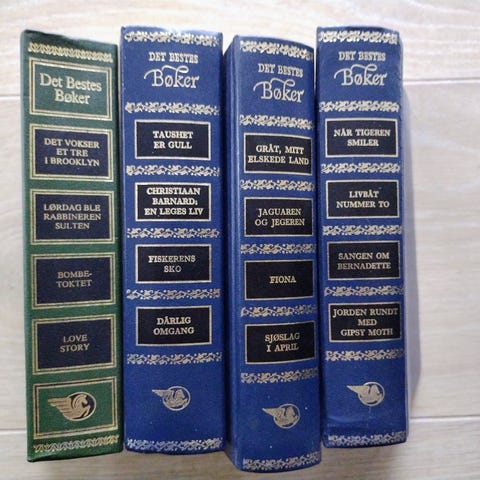 Det Bestes
Bøker
DET VOKSER
ET TRE
I BROOKLYN
LØRDAG BLE
RABBINEREN
SULTEN
BOMBE-
TOKTET
LOVE
STORY
DET BESTES
Bøker
TAUSHET
ER GULL
CHRISTIAAN
BARNARD;
EN LEGES LIV
FISKERENS
SKO
DÅRLIG
OMGANG
DET BESTES
Bøker
GRÅT, MITT
ELSKEDE LAND
JAGUAREN
OG JEGEREN
FIONA
SJØSLAG
I APRIL
DET BESTES
Bøker
NÅR TIGEREN
SMILER
LIVBÅT
NUMMER TO
SANGEN OM
BERNADETTE
JORDEN RUNDT
MED
GIPSY MOTH